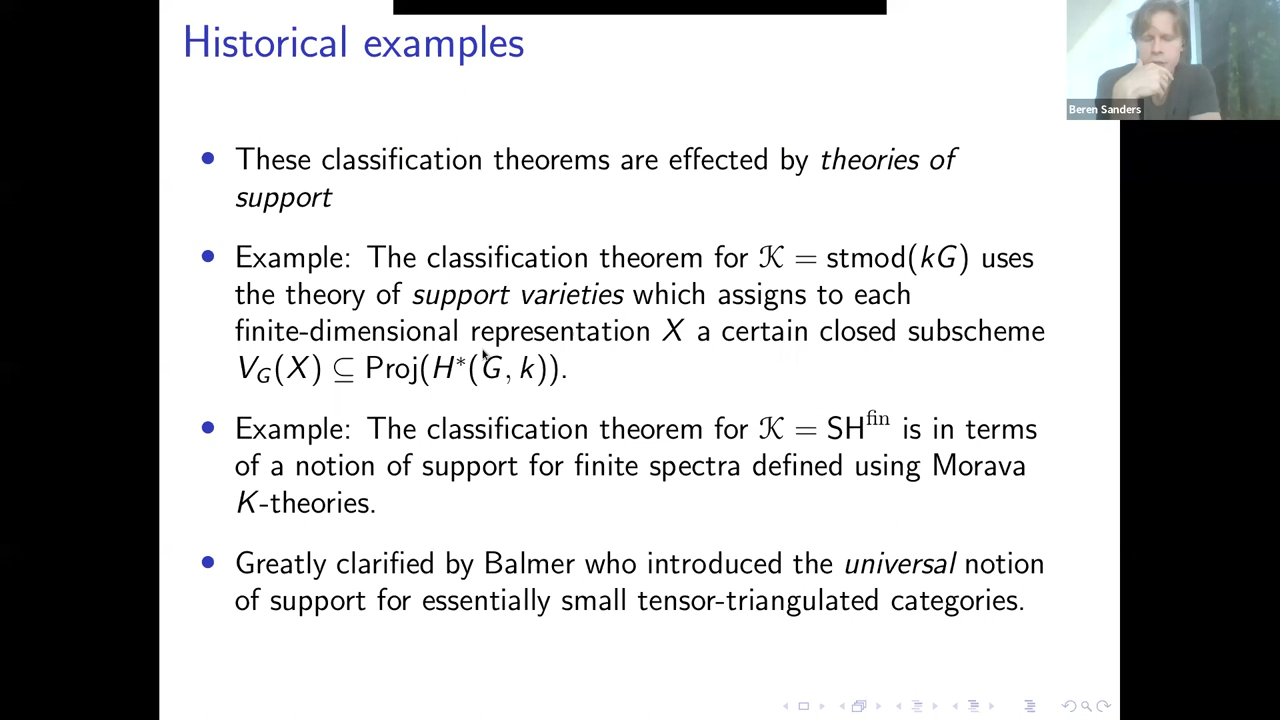 Historical examples
Beren Sanders
• These classification theorems are effected by theories of
support
• Example: The classification theorem for 𝒦 = stmod(kG) uses
the theory of support varieties which assigns to each
finite-dimensional representation X a certain closed subscheme
V_G(X) ⊆ Proj(H*(G, k)).
• Example: The classification theorem for 𝒦 = SH^fin is in terms
of a notion of support for finite spectra defined using Morava
K-theories.
• Greatly clarified by Balmer who introduced the universal notion
of support for essentially small tensor-triangulated categories.